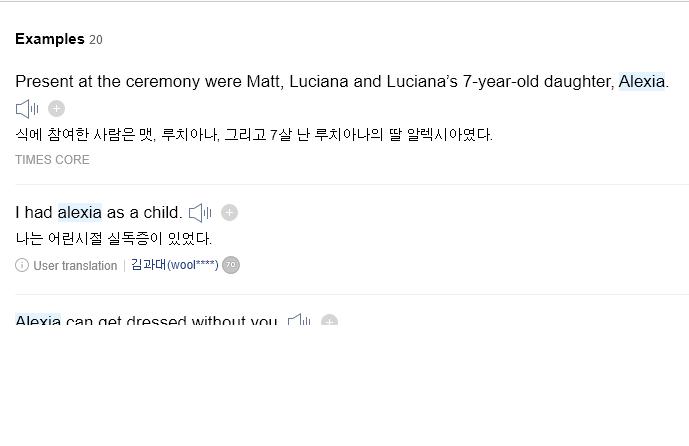 Examples 20
Present at the ceremony were Matt, Luciana and Luciana’s 7-year-old daughter, Alexia.
식에 참여한 사람은 맷, 루치아나, 그리고 7살 난 루치아나의 딸 알렉시아였다.
TIMES CORE
I had alexia as a child.
나는 어린시절 실독증이 있었다.
User translation 김과대(wool****) 70
Alexia can get dressed without you